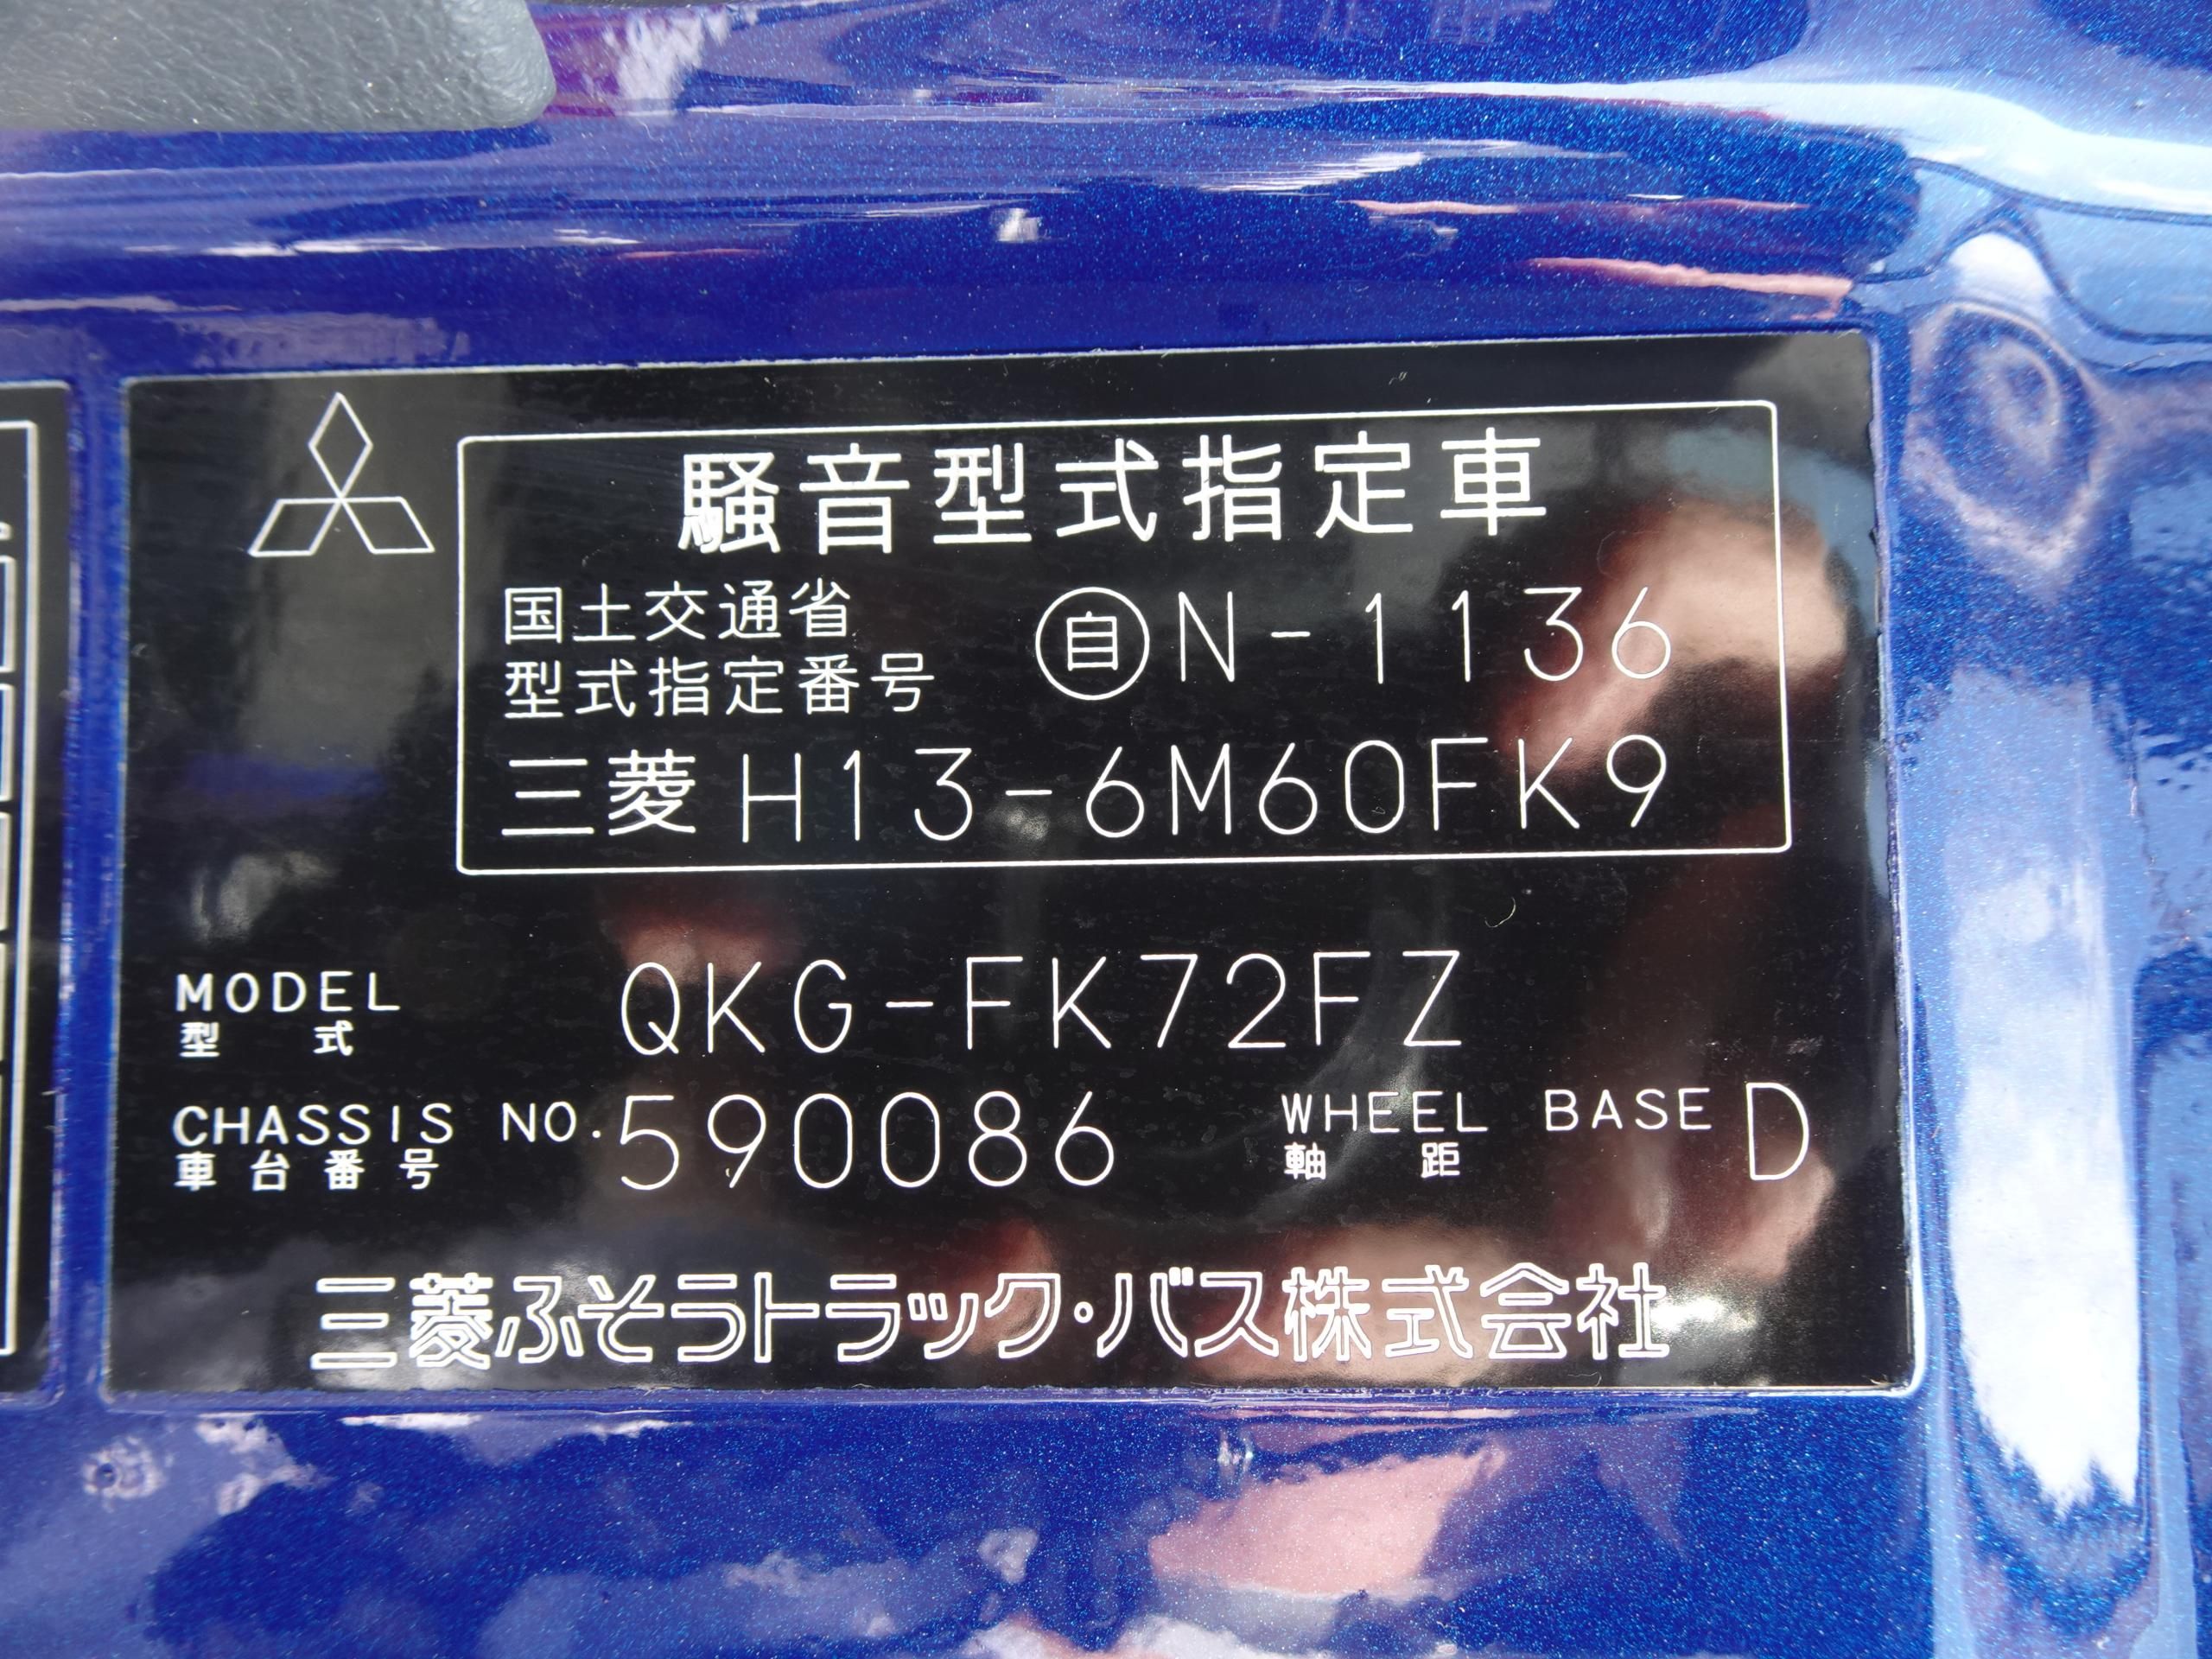 騒音型式指定車
国土交通省
型式指定番号 自N-1136
三菱 H13-6M60FK9
MODEL QKG-FK72FZ
型式
CHASSIS NO. 590086 WHEEL BASE D
車台番号 軸距
三菱ふそうトラック・バス株式会社